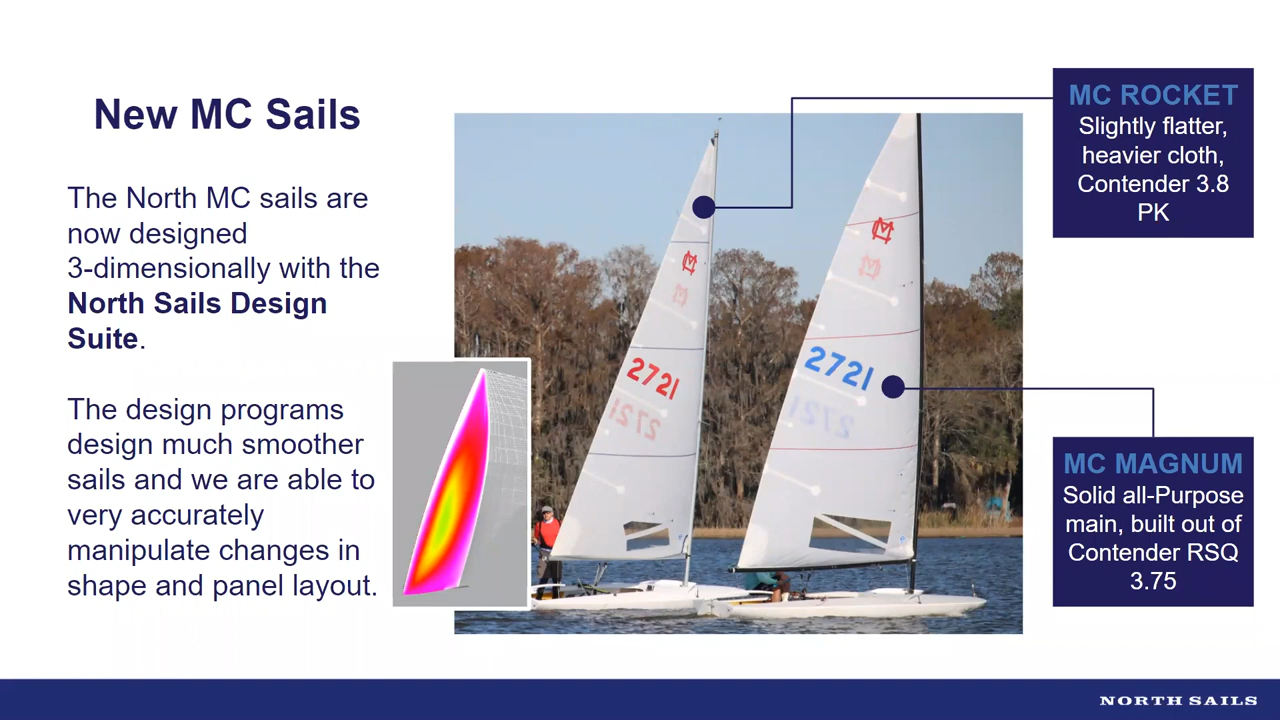 New MC Sails
The North MC sails are
now designed
3-dimensionally with the
North Sails Design
Suite.
The design programs
design much smoother
sails and we are able to
very accurately
manipulate changes in
shape and panel layout.
2721
2721
2721
2721
MC ROCKET
Slightly flatter,
heavier cloth,
Contender 3.8
PK
MC MAGNUM
Solid all-Purpose
main, built out of
Contender RSQ
3.75
NORTH SAILS